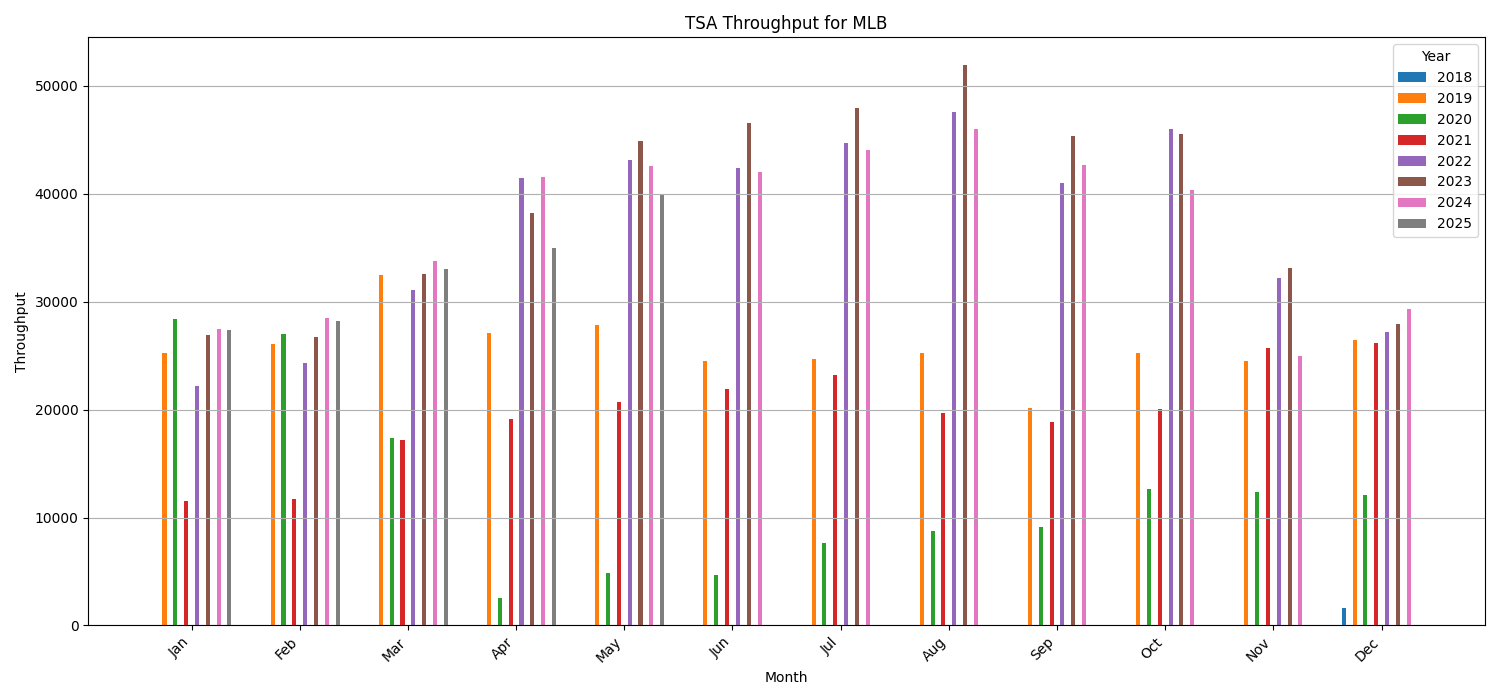 TSA Throughput for MLB
Year
2018
2019
2020
2021
2022
2023
2024
2025
Throughput
50000
40000
30000
20000
10000
0
Jan
Feb
Mar
Apr
May
Jun
Jul
Aug
Sep
Oct
Nov
Dec
Month